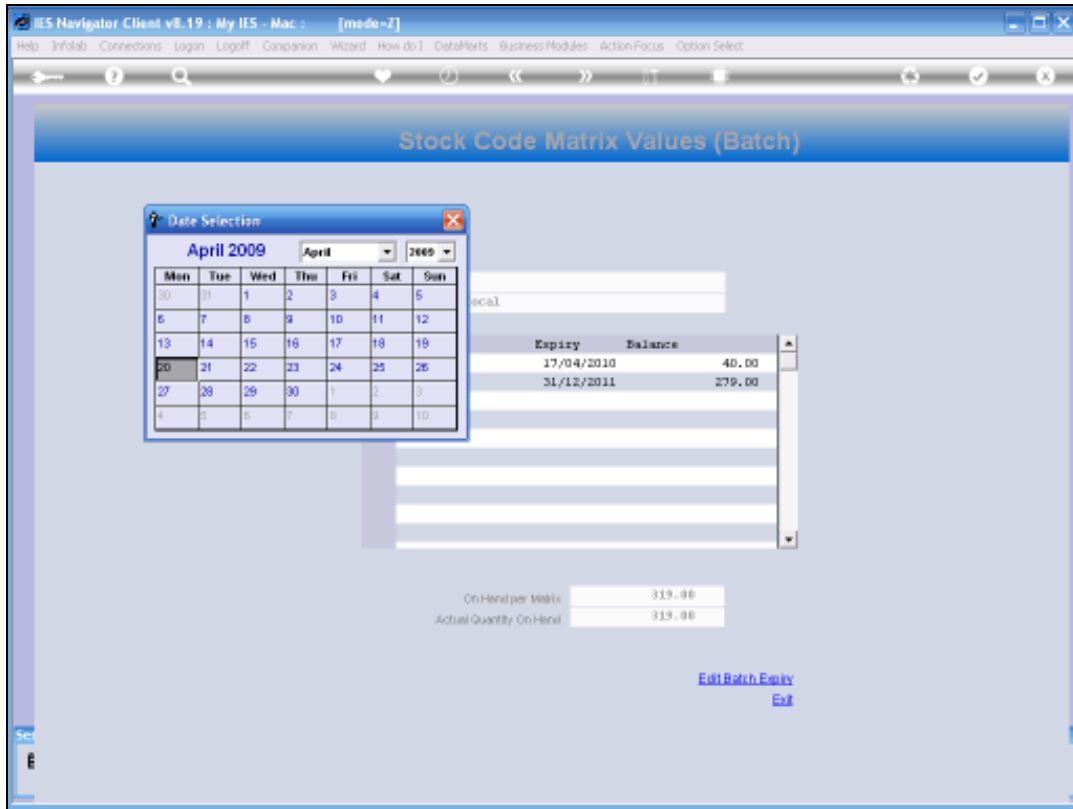 IES Navigator Client v8.19 : My IES - Mac : [mode=Z]
Help Infolab Connections Logon Logoff Companion Wizard How do I DataMarts Business Modules Action Focus Option Select
Stock Code Matrix Values (Batch)
Date Selection
April 2009 April 2009
Mon Tue Wed Thu Fri Sat Sun
30 31 1 2 3 4 5
6 7 8 9 10 11 12
13 14 15 16 17 18 19
20 21 22 23 24 25 26
27 28 29 30 1 2 3
4 5 6 7 8 9 10
ocal
Expiry Balance
17/04/2010 40.00
31/12/2011 279.00
On Hand per Matrix 319.00
Actual Quantity On Hand 319.00
Edit Batch Expiry
Exit